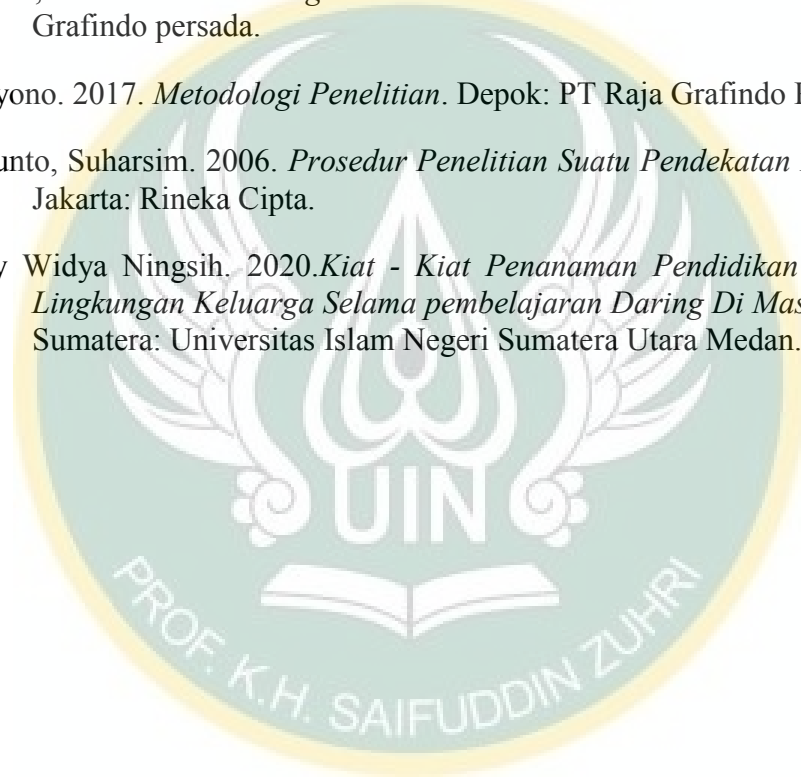 Grafindo persada.
yono. 2017. Metodologi Penelitian. Depok: PT Raja Grafindo
unto, Suharsim. 2006. Prosedur Penelitian Suatu Pendekatan
Jakarta: Rineka Cipta.
Widya Ningsih. 2020.Kiat - Kiat Penanaman Pendidikan
Lingkungan Keluarga Selama pembelajaran Daring Di Mas
Sumatera: Universitas Islam Negeri Sumatera Utara Medan.
UIN
PROF. K.H. SAIFUDDIN ZUHRI